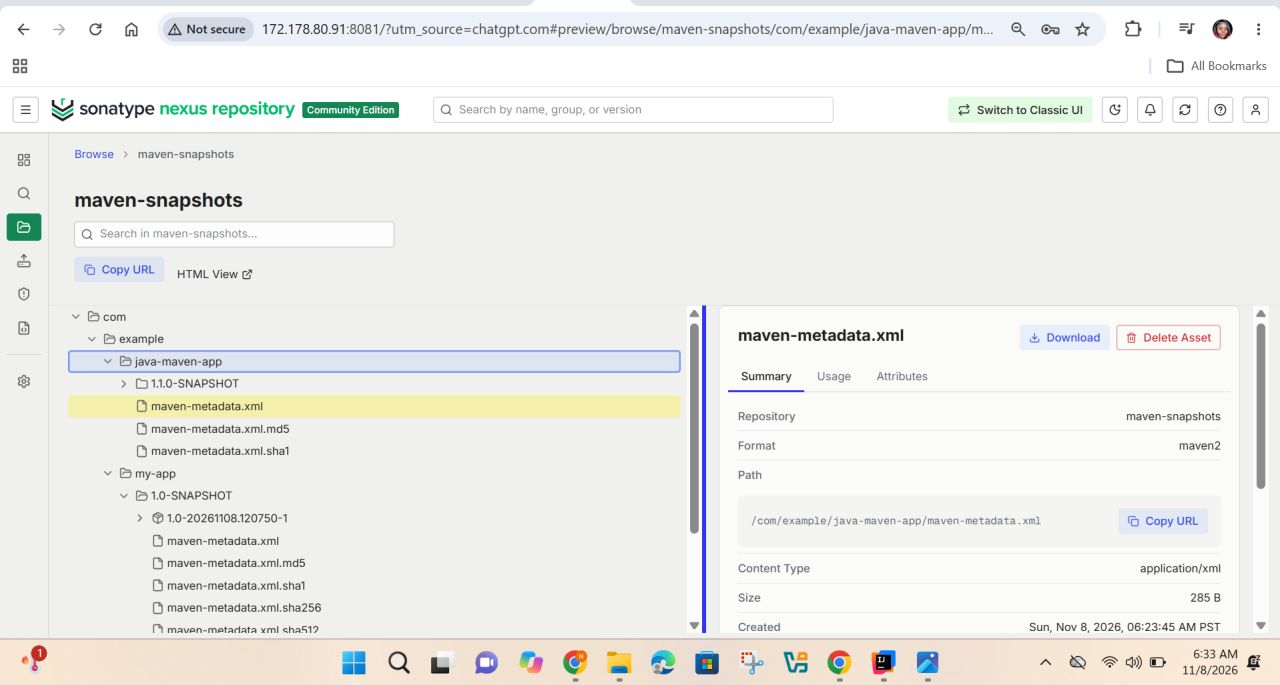 Not secure 172.178.80.91:8081/?utm_source=chatgpt.com#preview/browse/maven-snapshots/com/example/java-maven-app/m...
All Bookmarks
sonatype nexus repository Community Edition
Search by name, group, or version
Switch to Classic UI
Browse > maven-snapshots
maven-snapshots
Search in maven-snapshots...
Copy URL HTML View
com
example
java-maven-app
1.1.0-SNAPSHOT
maven-metadata.xml
maven-metadata.xml.md5
maven-metadata.xml.sha1
my-app
1.0-SNAPSHOT
1.0-20261108.120750-1
maven-metadata.xml
maven-metadata.xml.md5
maven-metadata.xml.sha1
maven-metadata.xml.sha256
maven-metadata.xml.sha512
maven-metadata.xml
Download Delete Asset
Summary Usage Attributes
Repository maven-snapshots
Format maven2
Path
/com/example/java-maven-app/maven-metadata.xml Copy URL
Content Type application/xml
Size 285 B
Created Sun, Nov 8, 2026, 06:23:45 AM PST
1
6:33 AM
11/8/2026